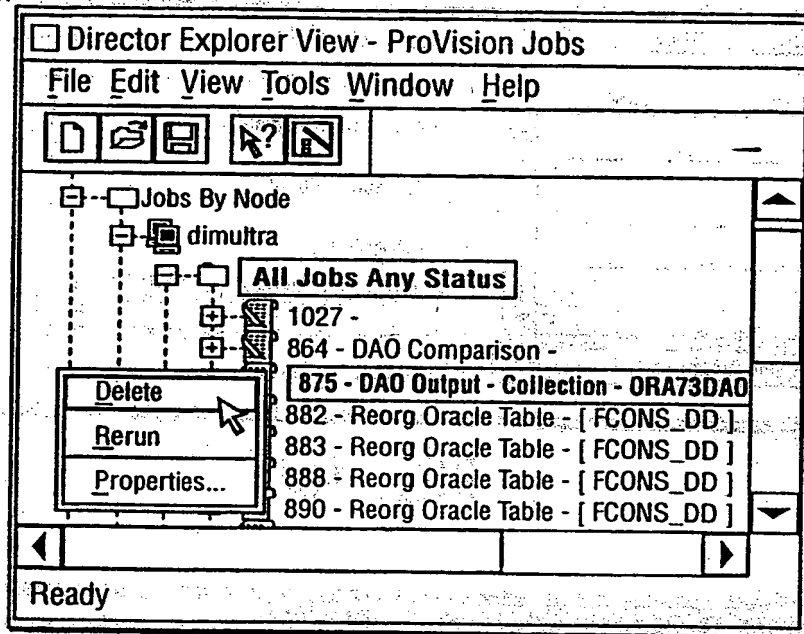 Director Explorer View - ProVision Jobs
File Edit View Tools Window Help
?
Jobs By Node
dimultra
All Jobs Any Status
1027 -
864 - DAO Comparison -
875 - DAO Output - Collection - ORA73DAO
882 - Reorg Oracle Table - [ FCONS_DD ]
883 - Reorg Oracle Table - [ FCONS_DD ]
888 - Reorg Oracle Table - [ FCONS_DD ]
890 - Reorg Oracle Table - [ FCONS_DD ]
Delete
Rerun
Properties...
Ready